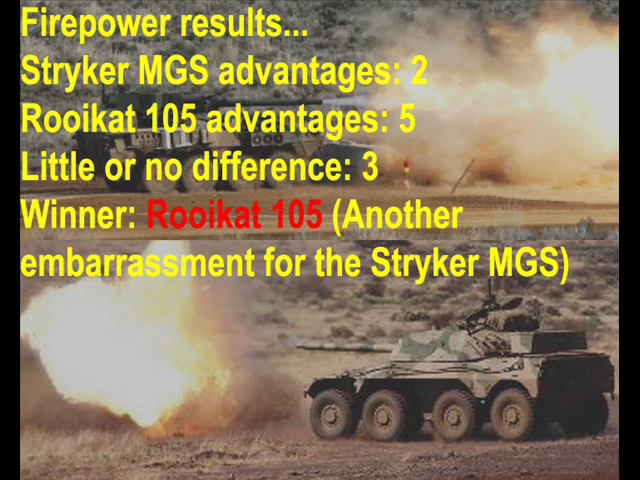 Firepower results...
Stryker MGS advantages: 2
Rooikat 105 advantages: 5
Little or no difference: 3
Winner: Rooikat 105 (Another
embarrassment for the Stryker MGS)